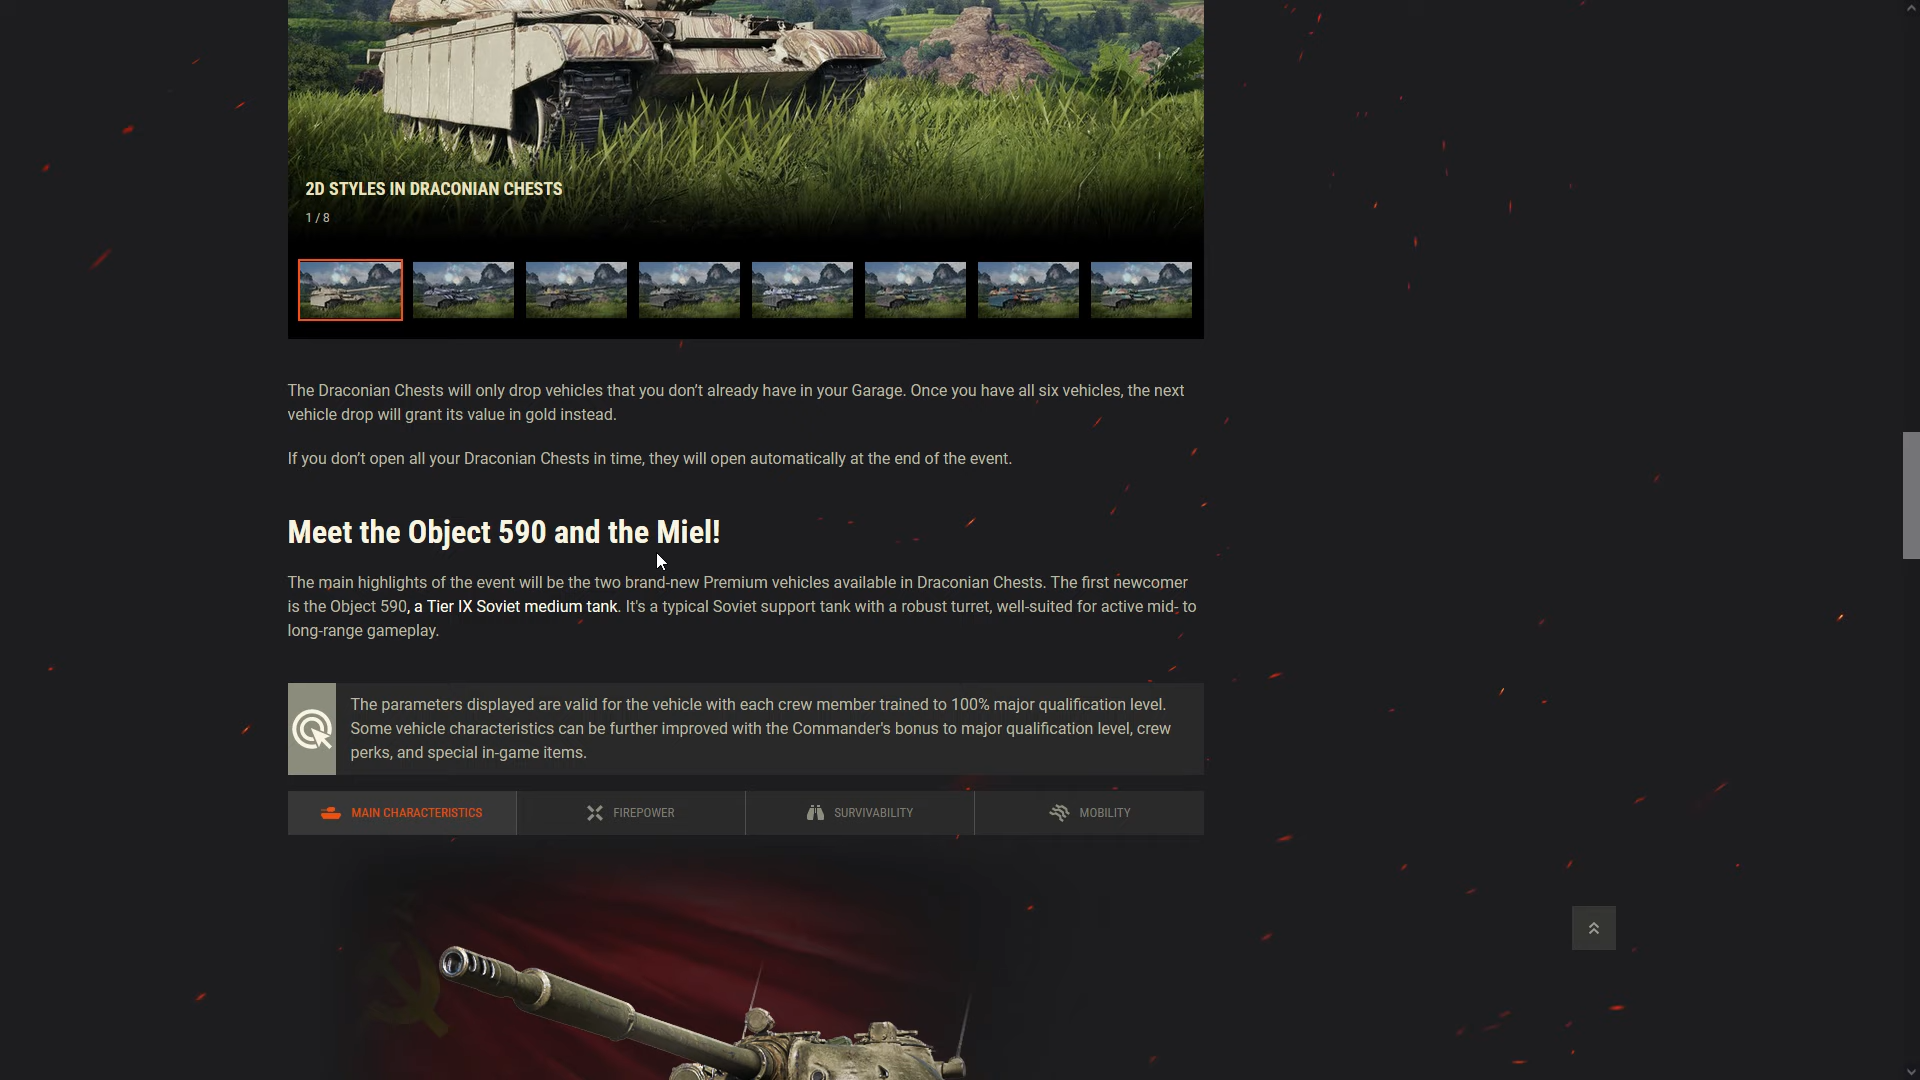 2D STYLES IN DRACONIAN CHESTS
1 / 8
The Draconian Chests will only drop vehicles that you don’t already have in your Garage. Once you have all six vehicles, the next
vehicle drop will grant its value in gold instead.
If you don’t open all your Draconian Chests in time, they will open automatically at the end of the event.
Meet the Object 590 and the Miel!
The main highlights of the event will be the two brand-new Premium vehicles available in Draconian Chests. The first newcomer
is the Object 590, a Tier IX Soviet medium tank. It's a typical Soviet support tank with a robust turret, well-suited for active mid- to
long-range gameplay.
The parameters displayed are valid for the vehicle with each crew member trained to 100% major qualification level.
Some vehicle characteristics can be further improved with the Commander's bonus to major qualification level, crew
perks, and special in-game items.
MAIN CHARACTERISTICS
FIREPOWER
SURVIVABILITY
MOBILITY